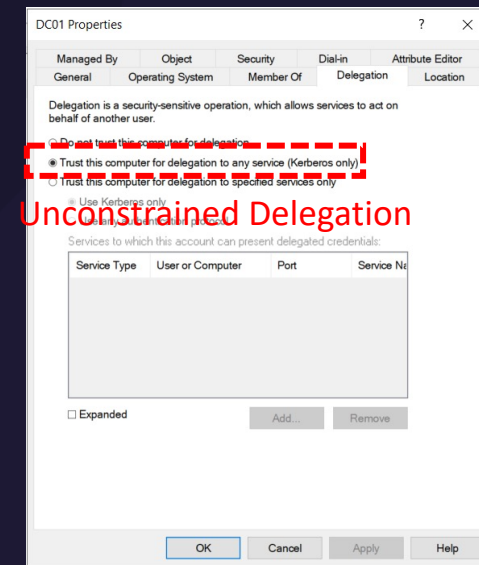 DC01 Properties ? ×
Managed By Object Security Dial-in Attribute Editor
General Operating System Member Of Delegation Location
Delegation is a security-sensitive operation, which allows services to act on
behalf of another user.
Do not trust this computer for delegation
Trust this computer for delegation to any service (Kerberos only)
Trust this computer for delegation to specified services only
Use Kerberos only
Unconstrained Delegation
Use any authentication protocol
Services to which this account can present delegated credentials:
Service Type User or Computer Port Service Na
Expanded Add... Remove
OK Cancel Apply Help